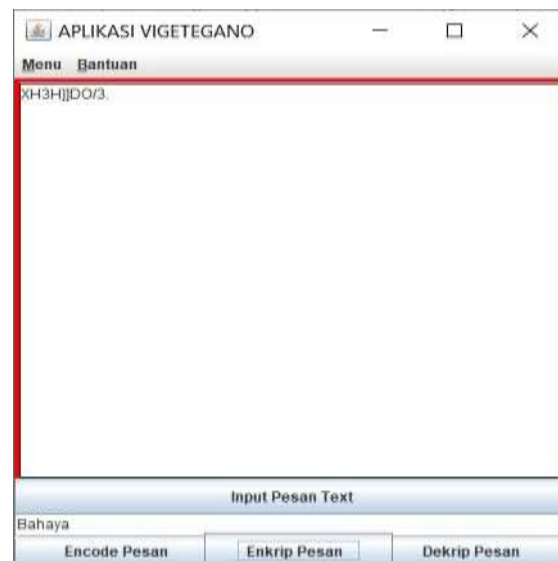 APLIKASI VIGETEGANO
Menu Bantuan
XH3H]]DO/3.
Input Pesan Text
Bahaya
Encode Pesan Enkrip Pesan Dekrip Pesan